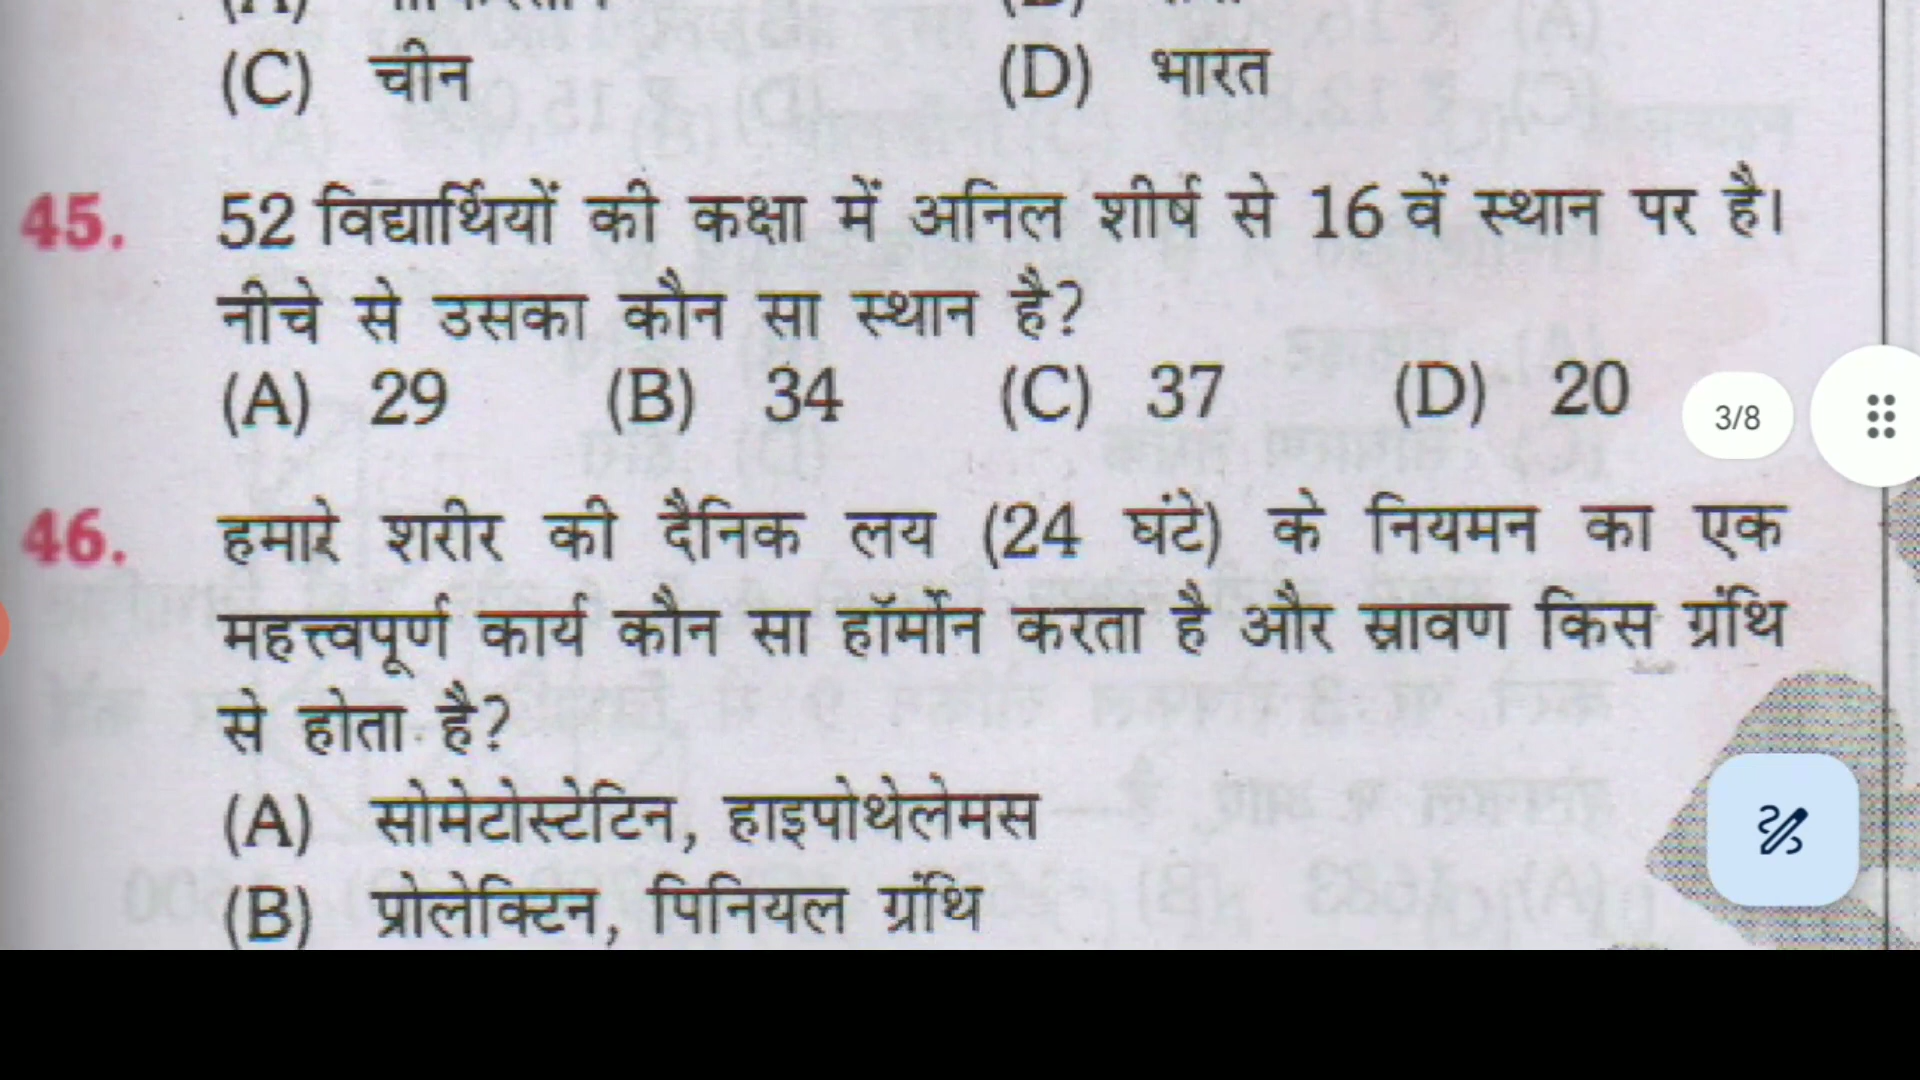 (C) चीन (D) भारत
45. 52 विद्यार्थियों की कक्षा में अनिल शीर्ष से 16 वें स्थान पर है।
नीचे से उसका कौन सा स्थान है?
(A) 29 (B) 34 (C) 37 (D) 20
3/8
46. हमारे शरीर की दैनिक लय (24 घंटे) के नियमन का एक
महत्त्वपूर्ण कार्य कौन सा हॉर्मोन करता है और स्रावण किस ग्रंथि
से होता है?
(A) सोमेटोस्टेटिन, हाइपोथेलेमस
(B) प्रोलेक्टिन, पिनियल ग्रंथि